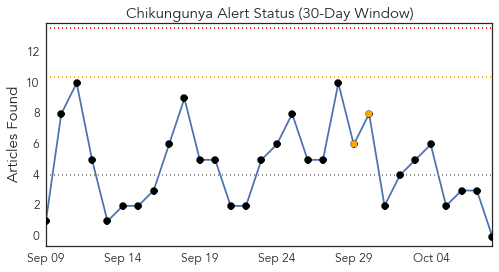 Chikungunya Alert Status (30-Day Window)
Articles Found
12
10
8
6
4
2
0
Sep 09 Sep 14 Sep 19 Sep 24 Sep 29 Oct 04